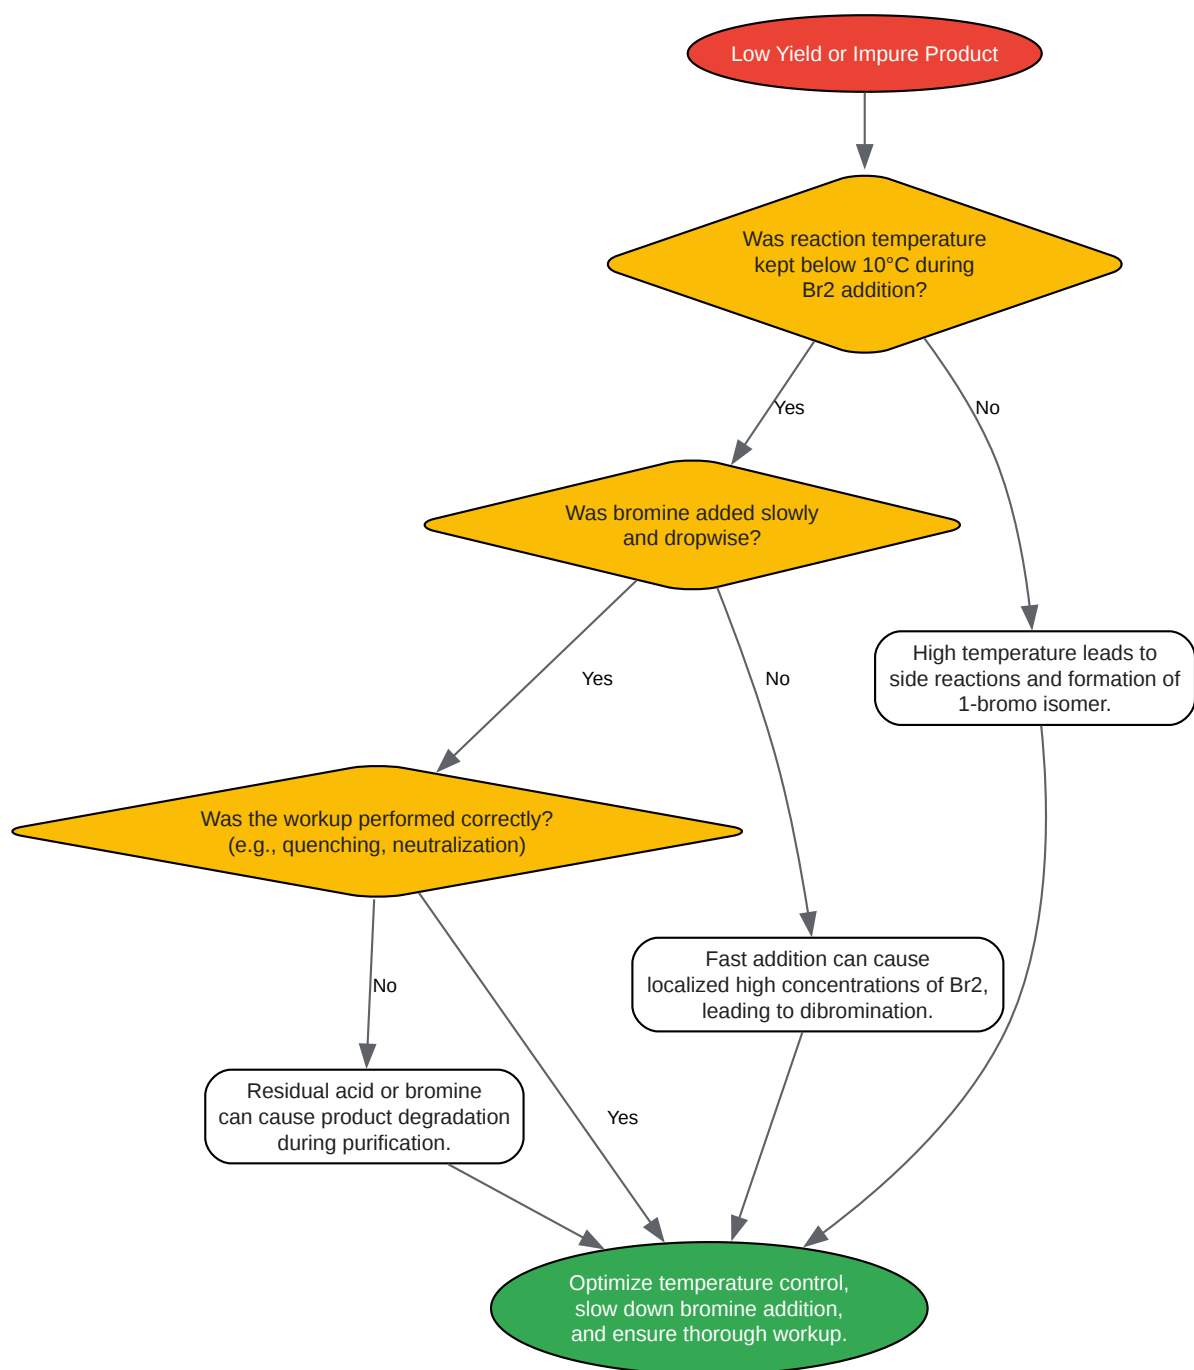 Low Yield or Impure Product
Was reaction temperature
kept below 10°C during
Br2 addition?
Yes
No
Was bromine added slowly
and dropwise?
Yes
No
High temperature leads to
side reactions and formation of
1-bromo isomer.
Was the workup performed correctly?
(e.g., quenching, neutralization)
No
Yes
Fast addition can cause
localized high concentrations of Br2,
leading to dibromination.
Residual acid or bromine
can cause product degradation
during purification.
Optimize temperature control,
slow down bromine addition,
and ensure thorough workup.